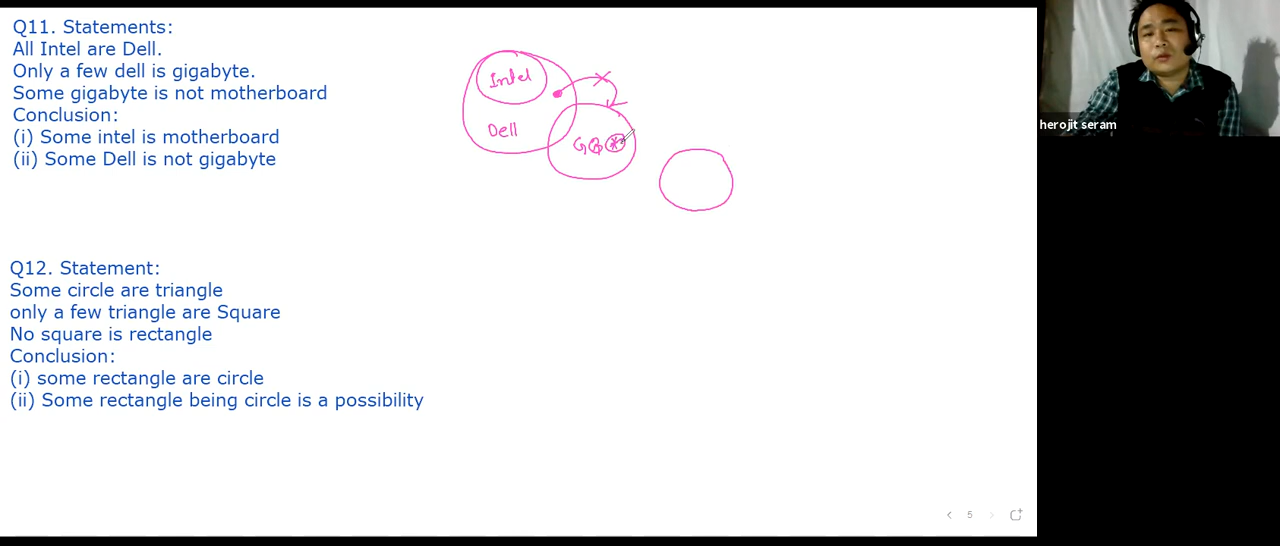 Q11. Statements:
All Intel are Dell.
Only a few dell is gigabyte.
Some gigabyte is not motherboard
Conclusion:
(i) Some intel is motherboard
(ii) Some Dell is not gigabyte
Intel
Dell
GB
herojit seram
Q12. Statement:
Some circle are triangle
only a few triangle are Square
No square is rectangle
Conclusion:
(i) some rectangle are circle
(ii) Some rectangle being circle is a possibility
5